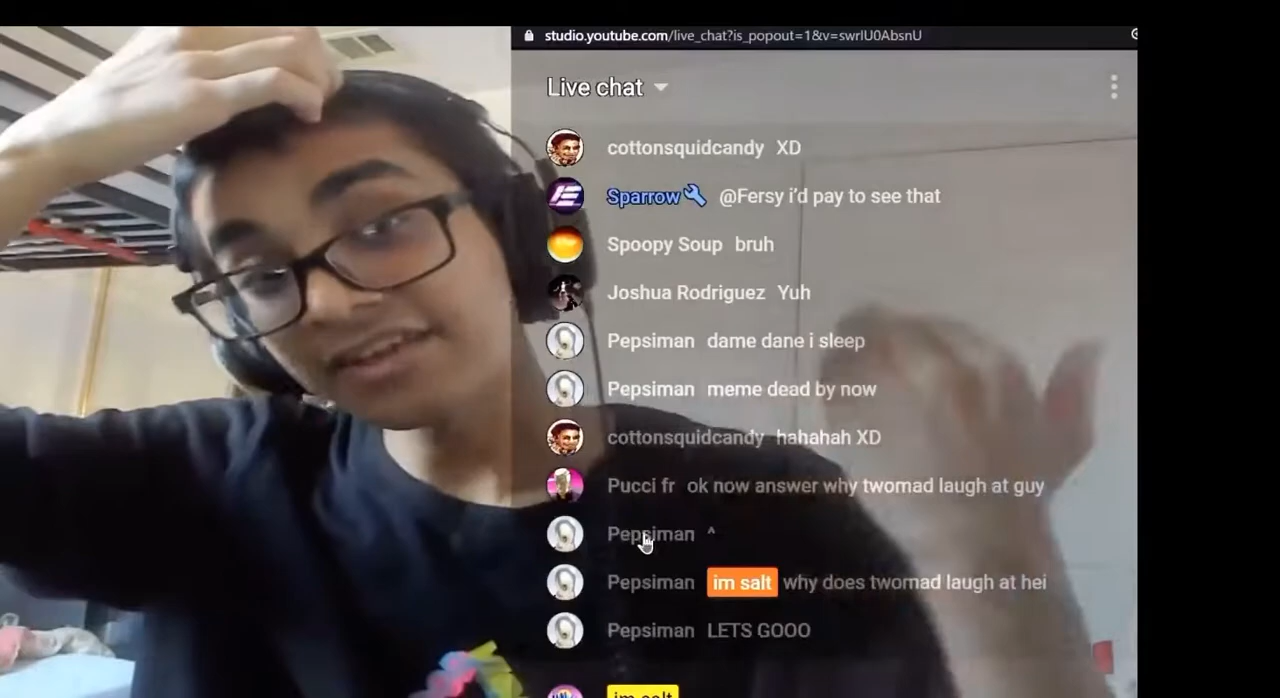 studio.youtube.com/live_chat?is_popout=1&v=swrlU0AbsnU
Live chat
cottonsquidcandy XD
Sparrow @Fersy i'd pay to see that
Spoopy Soup bruh
Joshua Rodriguez Yuh
Pepsiman dame dane i sleep
Pepsiman meme dead by now
cottonsquidcandy hahahah XD
Pucci fr ok now answer why twomad laugh at guy
Pepsiman ^
Pepsiman im salt why does twomad laugh at hei
Pepsiman LETS GOOO
im salt